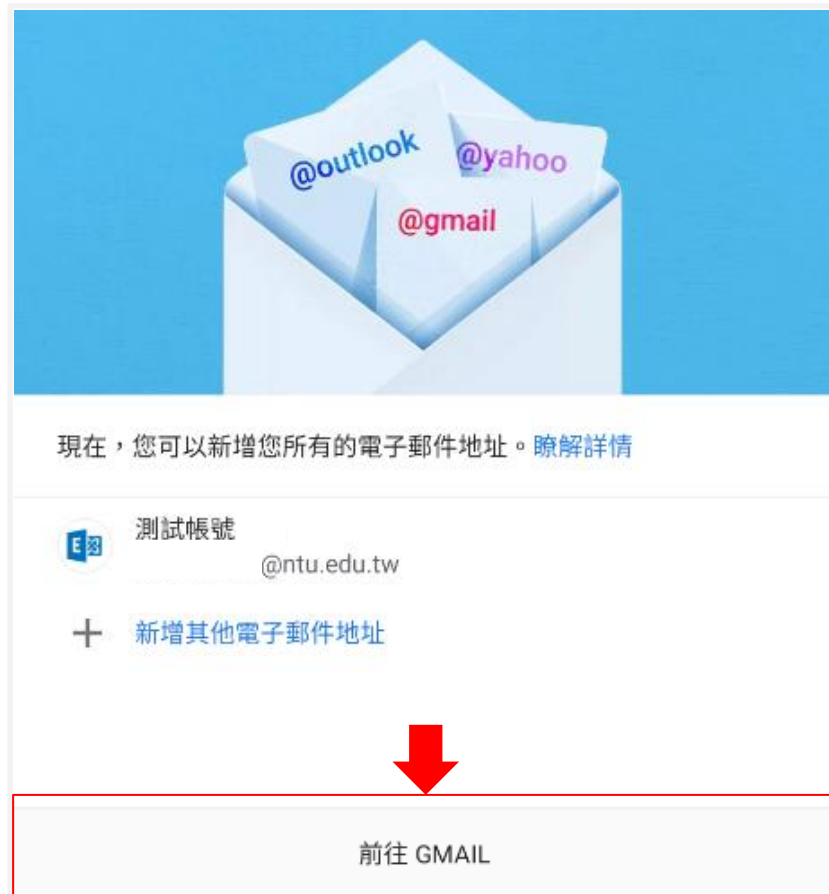 @outlook
@yahoo
@gmail
現在，您可以新增您所有的電子郵件地址。瞭解詳情
E
測試帳號
@ntu.edu.tw
新增其他電子郵件地址
前往 GMAIL